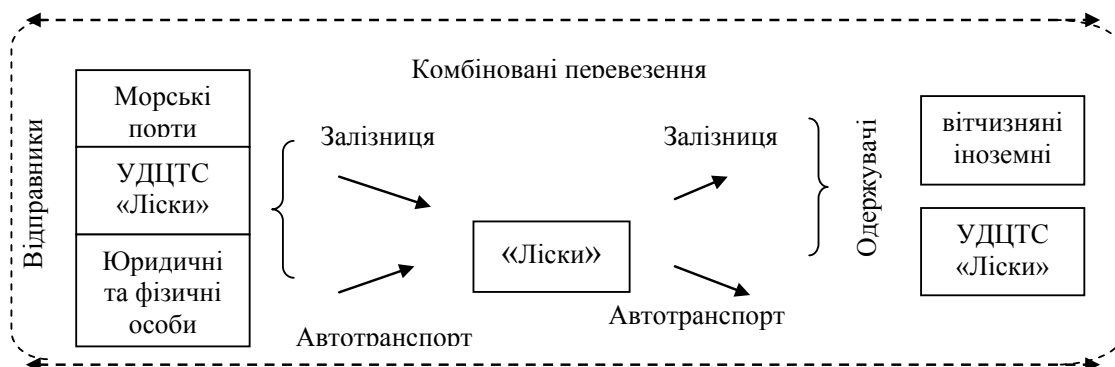 Комбіновані перевезення
Відправники
Морські
порти
УДЦТС
«Ліски»
Юридичні
та фізичні
особи
Залізниця
Автотранспорт
«Ліски»
Залізниця
Автотранспорт
Одержувачі
вітчизняні
іноземні
УДЦТС
«Ліски»